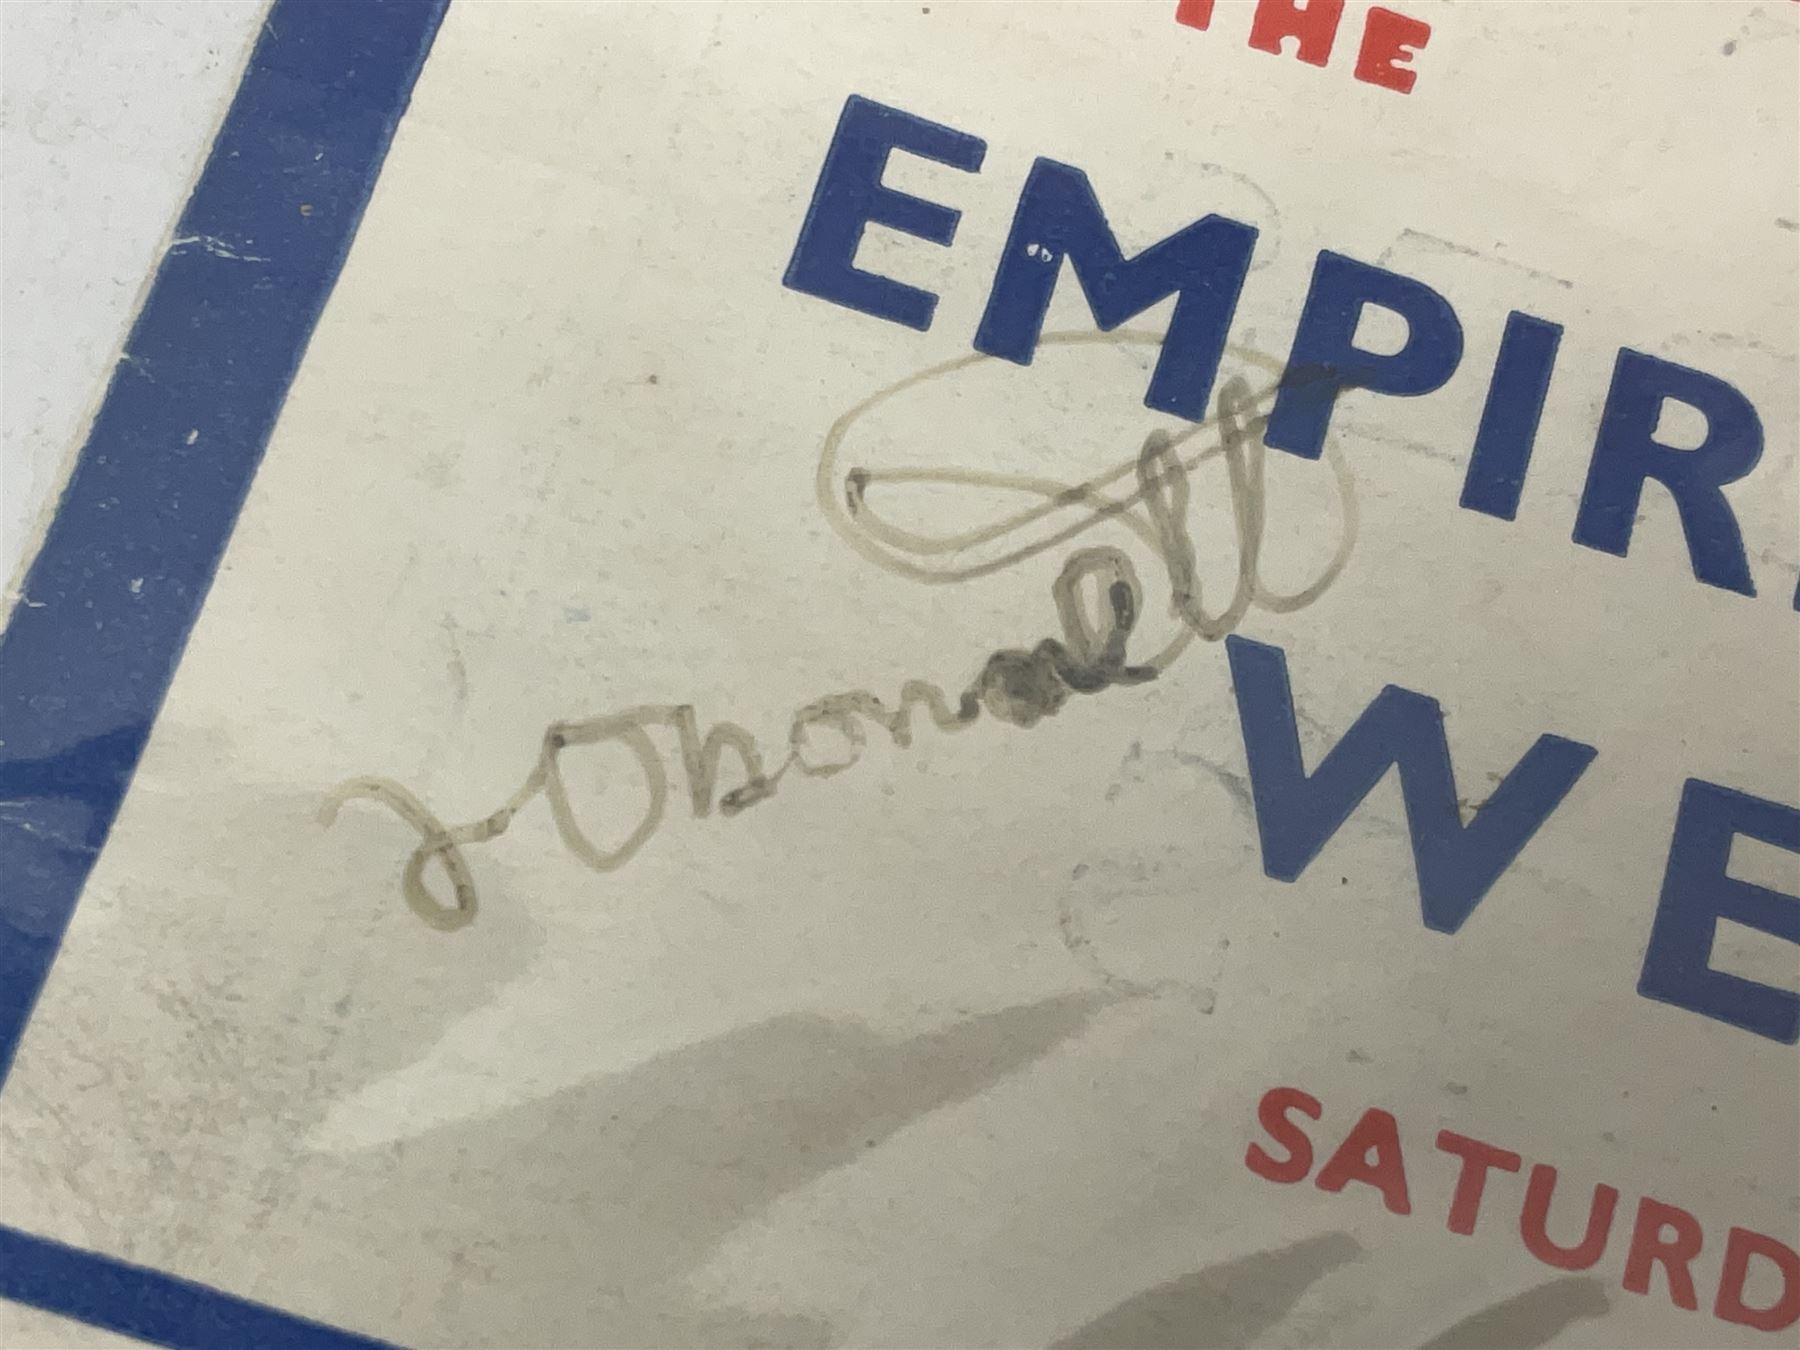 THE
EMPIR
WE
J O'Donnell
SATURD